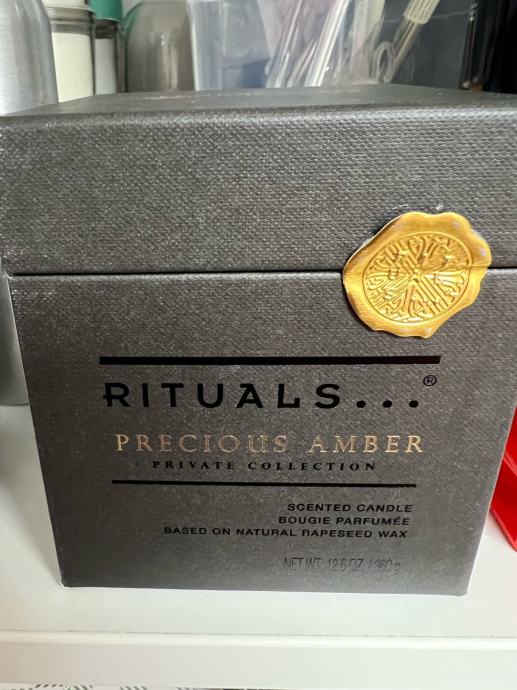 RITUALS...®
PRECIOUS AMBER
· PRIVATE COLLECTION ·
SCENTED CANDLE
BOUGIE PARFUMÉE
BASED ON NATURAL RAPESEED WAX
NET WT. 12.6 OZ / 360 g